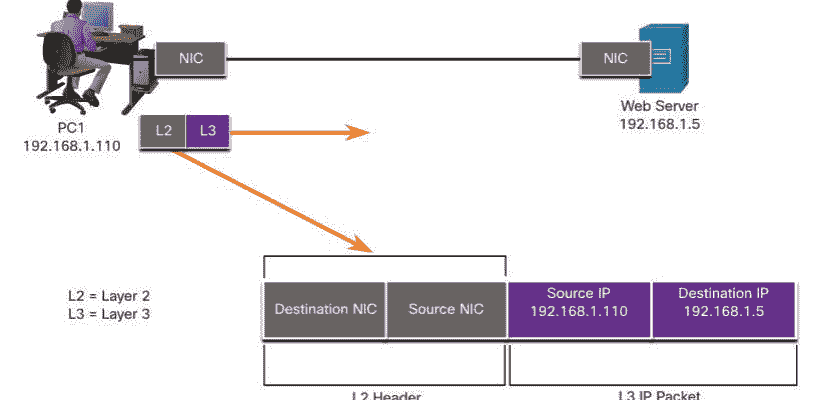 NIC
NIC
Web Server
192.168.1.5
PC1
192.168.1.110
L2
L3
L2 = Layer 2
L3 = Layer 3
Destination NIC
Source NIC
Source IP
192.168.1.110
Destination IP
192.168.1.5
L2 Header
L3 IP Packet